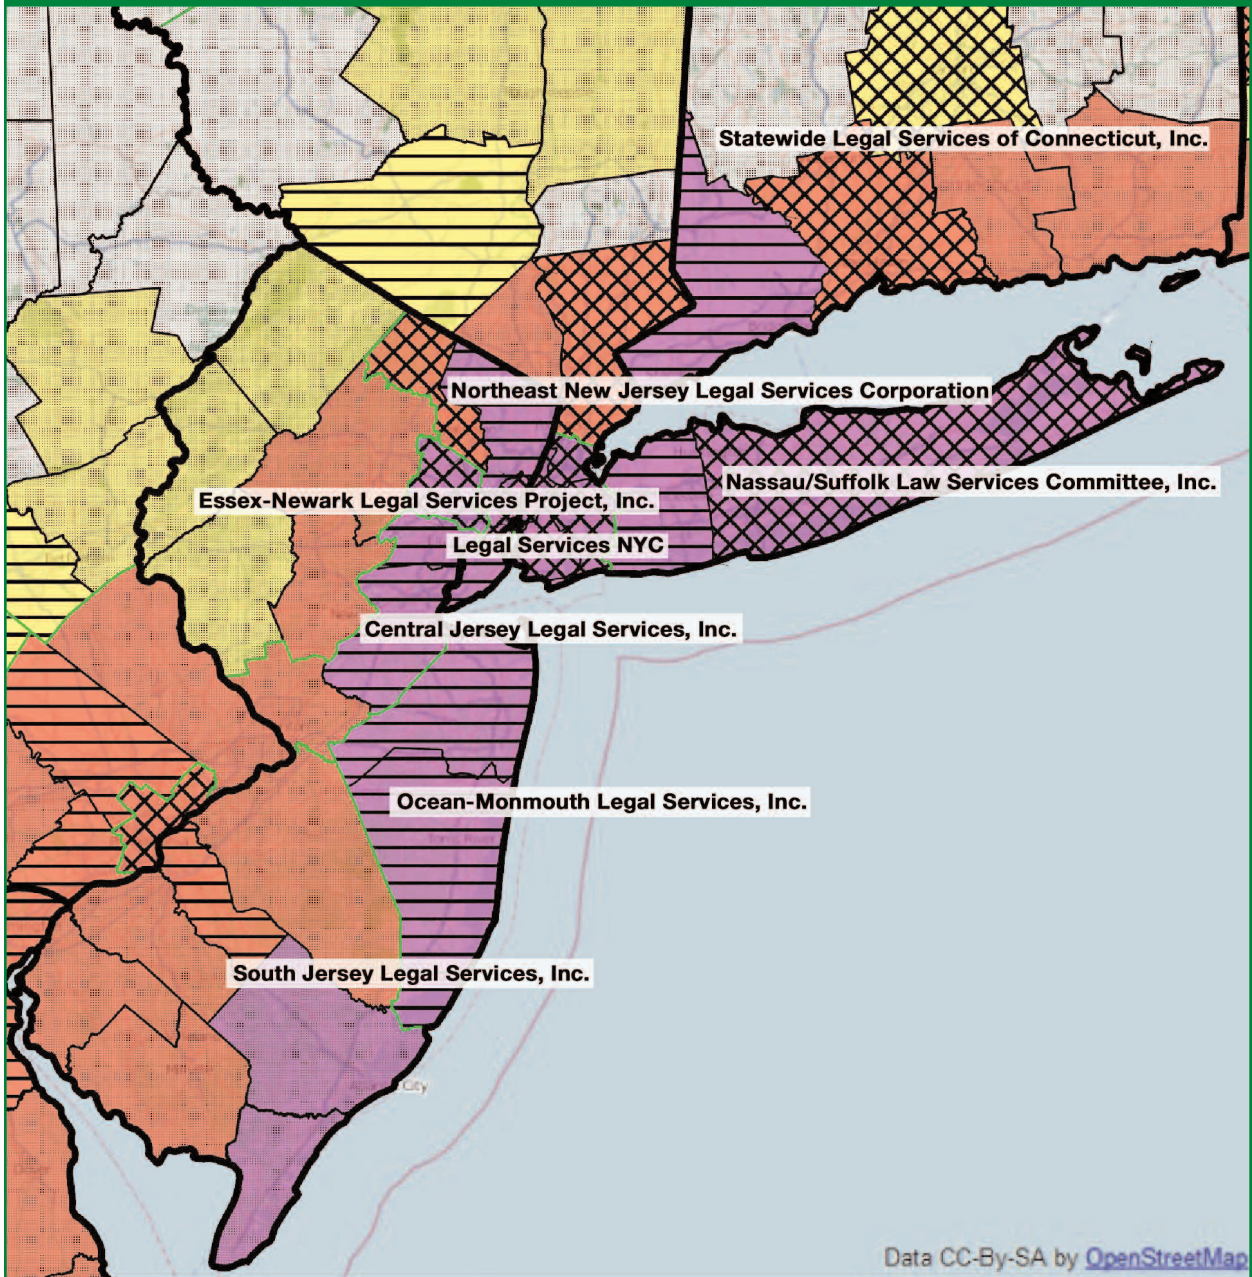 Statewide Legal Services of Connecticut, Inc.
Northeast New Jersey Legal Services Corporation
Nassau/Suffolk Law Services Committee, Inc.
Essex-Newark Legal Services Project, Inc.
Legal Services NYC
Central Jersey Legal Services, Inc.
Ocean-Monmouth Legal Services, Inc.
South Jersey Legal Services, Inc.
City
Data CC-By-SA by OpenStreetMap